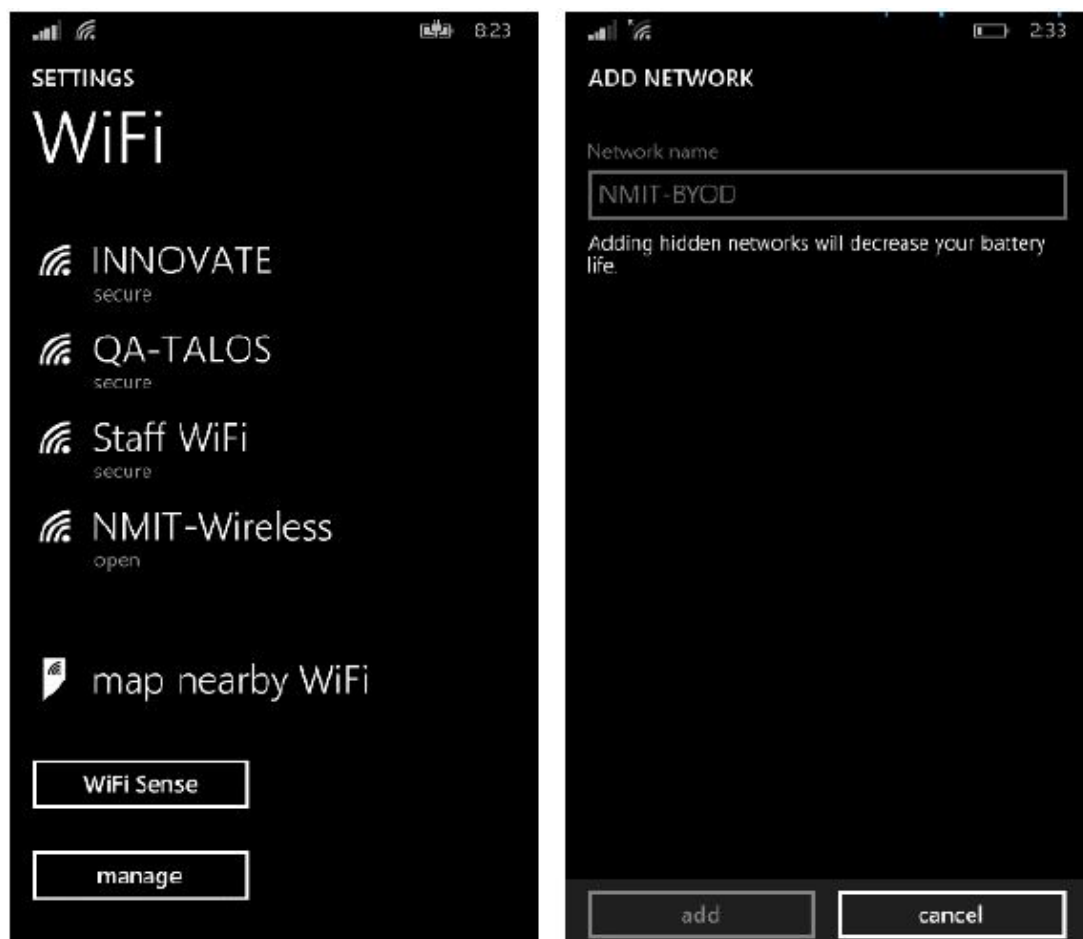 8:23
SETTINGS
WiFi
INNOVATE
secure
QA-TALOS
secure
Staff WiFi
secure
NMIT-Wireless
open
map nearby WiFi
WiFi Sense
manage
2:33
ADD NETWORK
Network name
NMIT-BYOD
Adding hidden networks will decrease your battery
life.
add
cancel